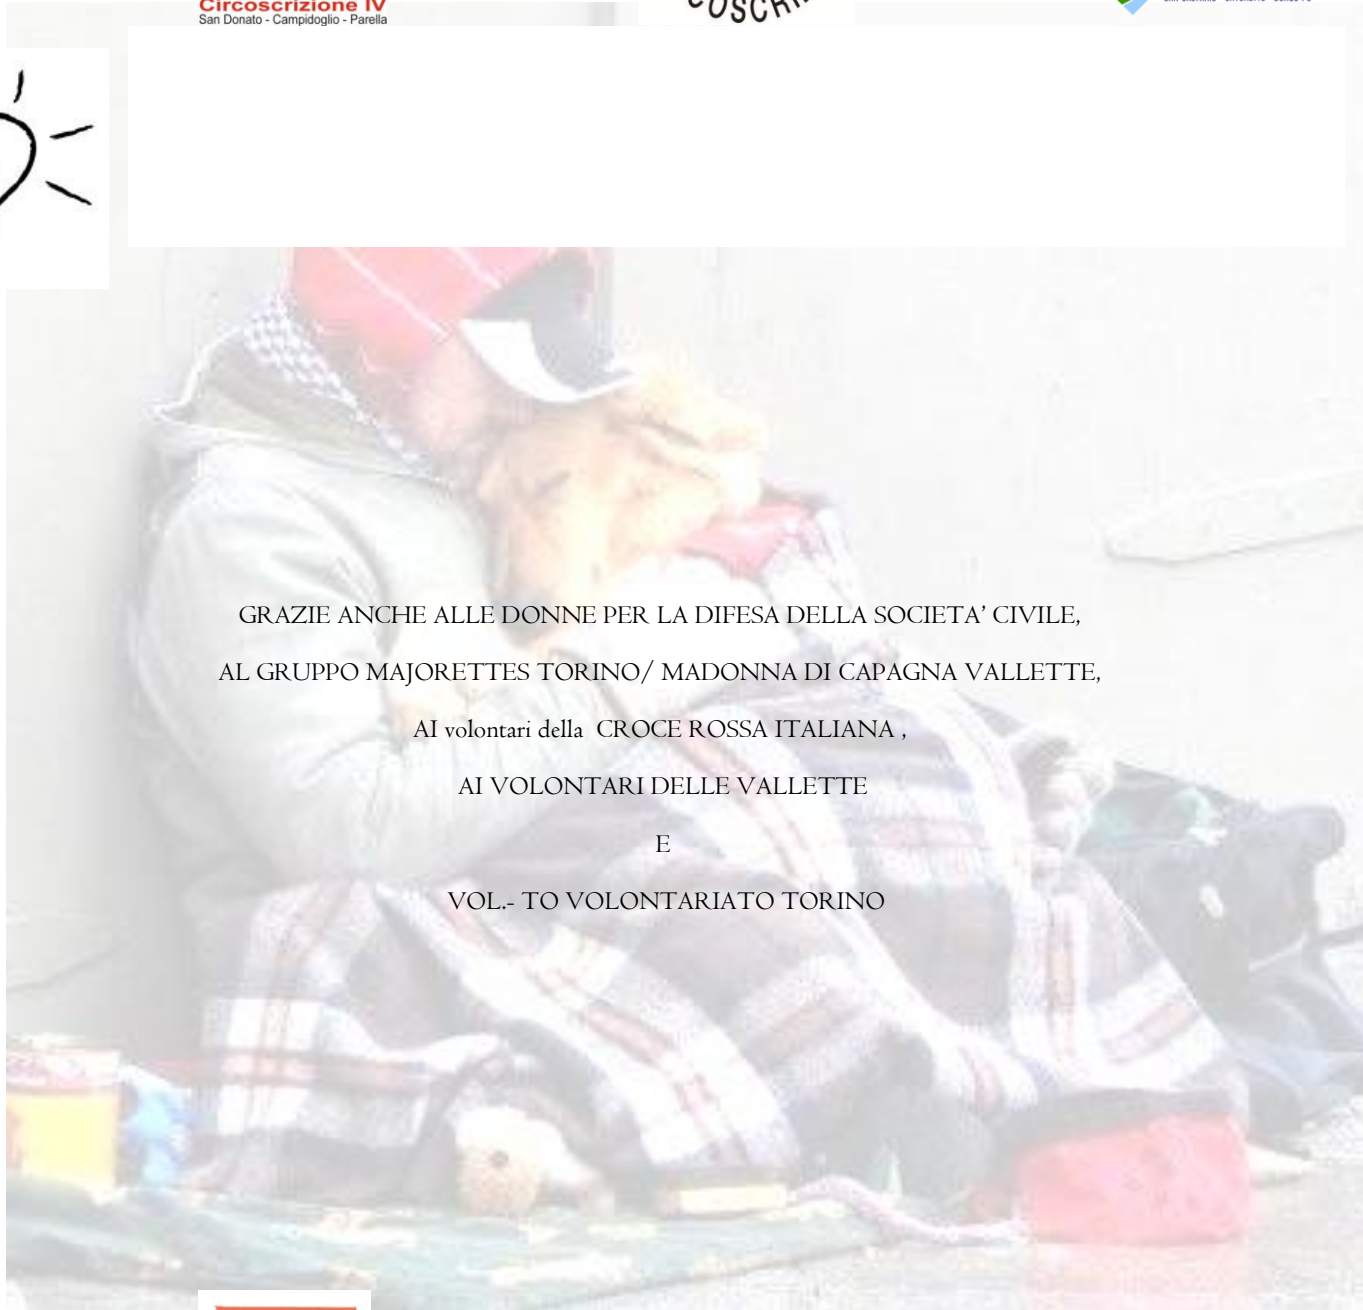 Circoscrizione IV
San Donato - Campidoglio - Parella
GRAZIE ANCHE ALLE DONNE PER LA DIFESA DELLA SOCIETA’ CIVILE,
AL GRUPPO MAJORETTES TORINO/ MADONNA DI CAPAGNA VALLETTE,
AI volontari della CROCE ROSSA ITALIANA ,
AI VOLONTARI DELLE VALLETTE
E
VOL.- TO VOLONTARIATO TORINO